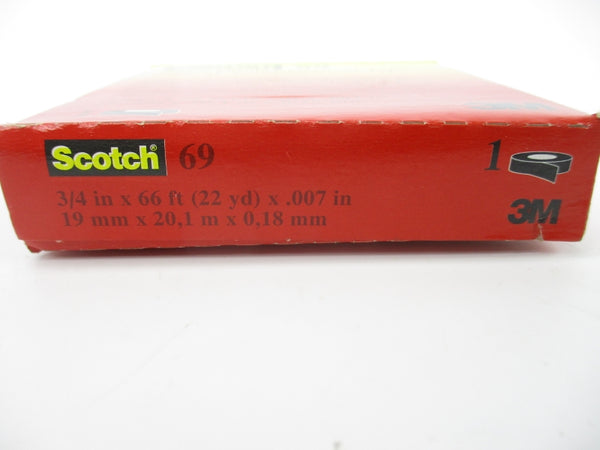 Scotch® 69
1
3/4 in x 66 ft (22 yd) x .007 in
19 mm x 20,1 m x 0,18 mm
3M